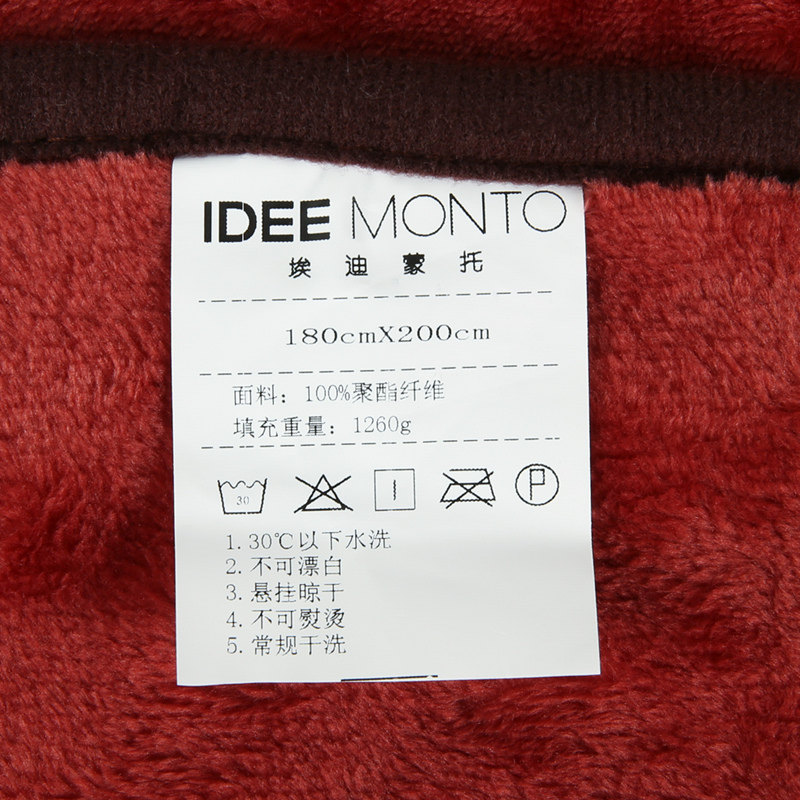 IDEE MONTO
埃迪蒙托
180cmX200cm
面料：100%聚酯纤维
填充重量：1260g
30 P
1. 30℃以下水洗
2. 不可漂白
3. 悬挂晾干
4. 不可熨烫
5. 常规干洗